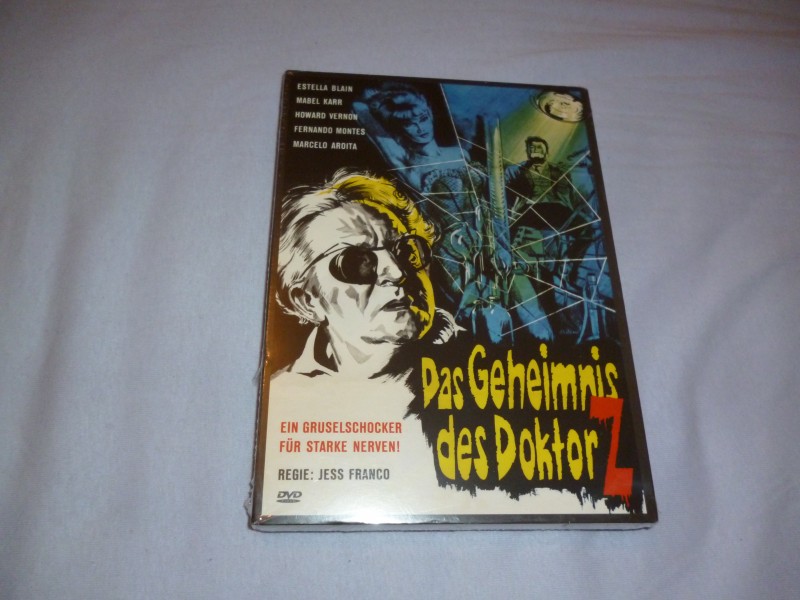 ESTELLA BLAIN
MABEL KARR
HOWARD VERNON
FERNANDO MONTES
MARCELO AROITA
Das Geheimnis
des Doktor Z
EIN GRUSELSCHOCKER
FÜR STARKE NERVEN!
REGIE: JESS FRANCO
DVD